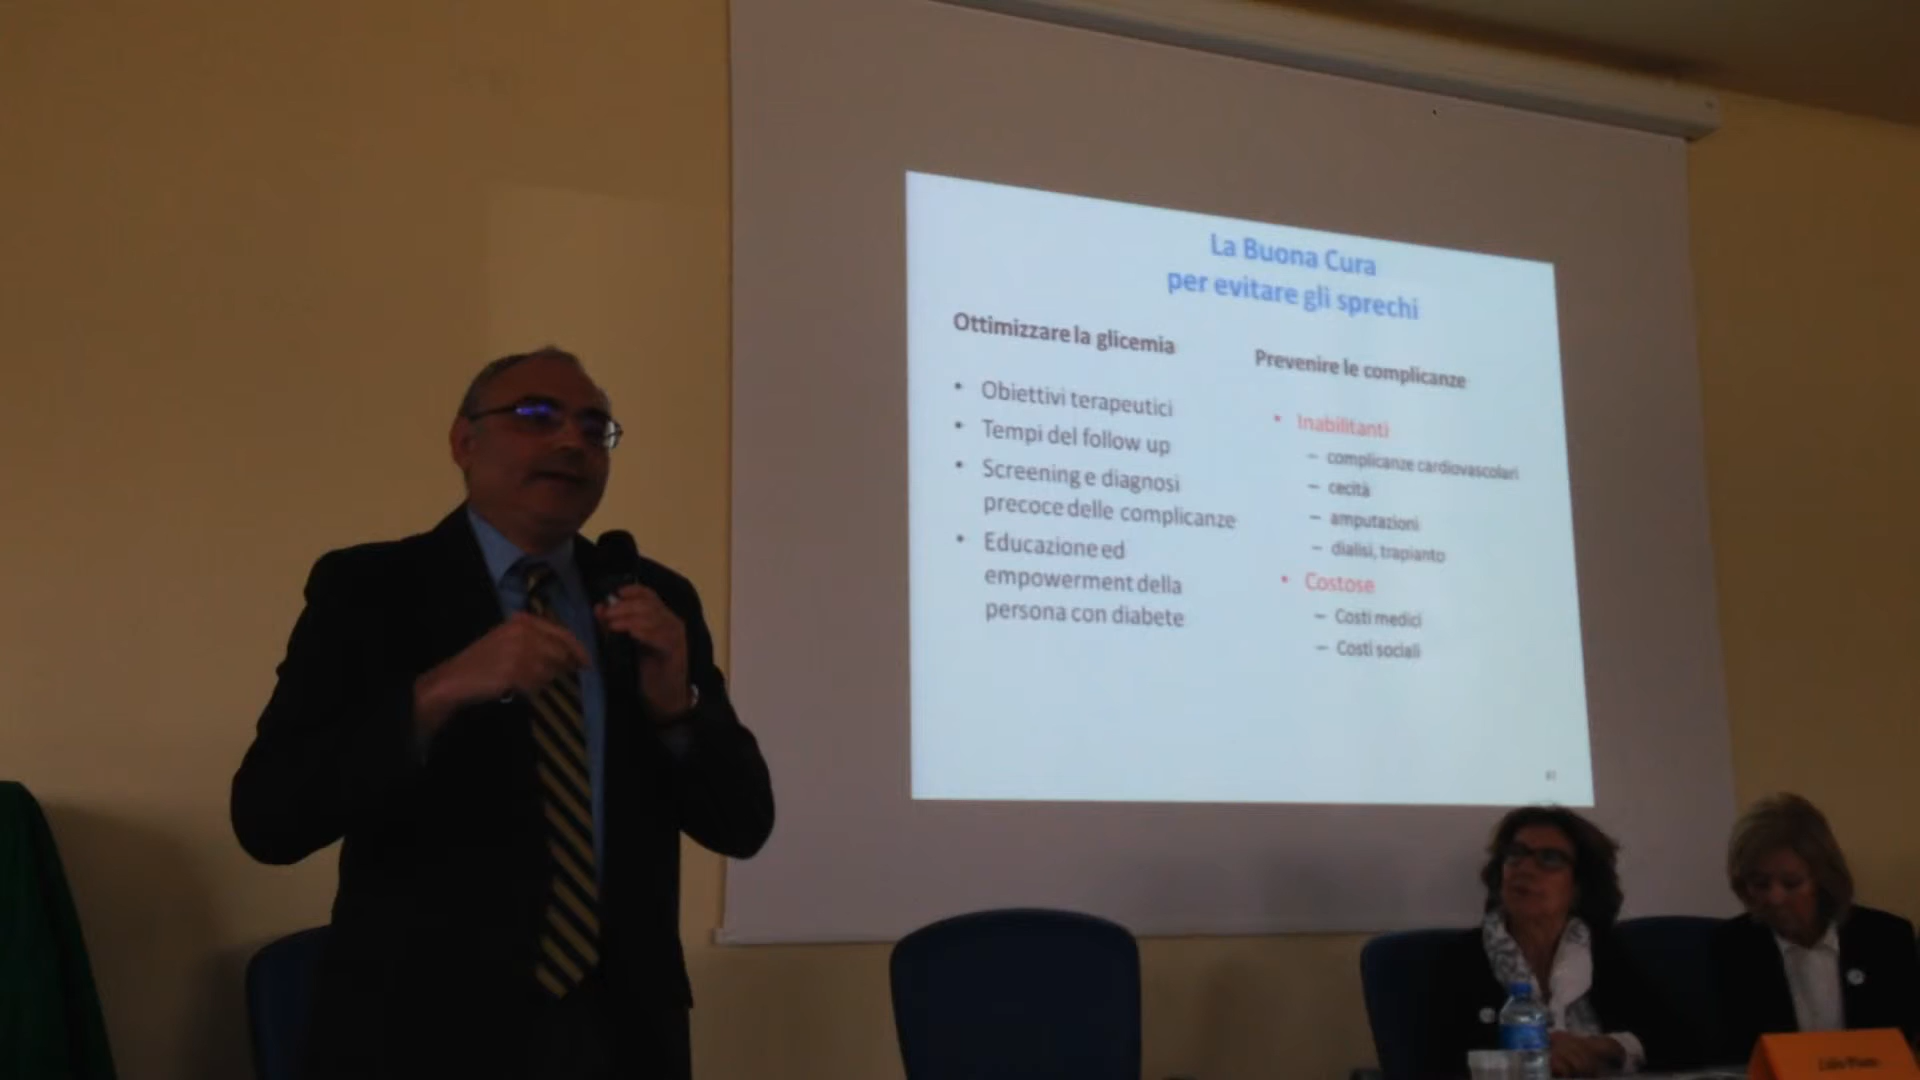 La Buona Cura
per evitare gli sprechi
Ottimizzare la glicemia
• Obiettivi terapeutici
• Tempi del follow up
• Screening e diagnosi
precoce delle complicanze
• Educazione ed
empowerment della
persona con diabete
Prevenire le complicanze
• Inabilitanti
– complicanze cardiovascolari
– cecità
– amputazioni
– dialisi, trapianto
• Costose
– Costi medici
– Costi sociali